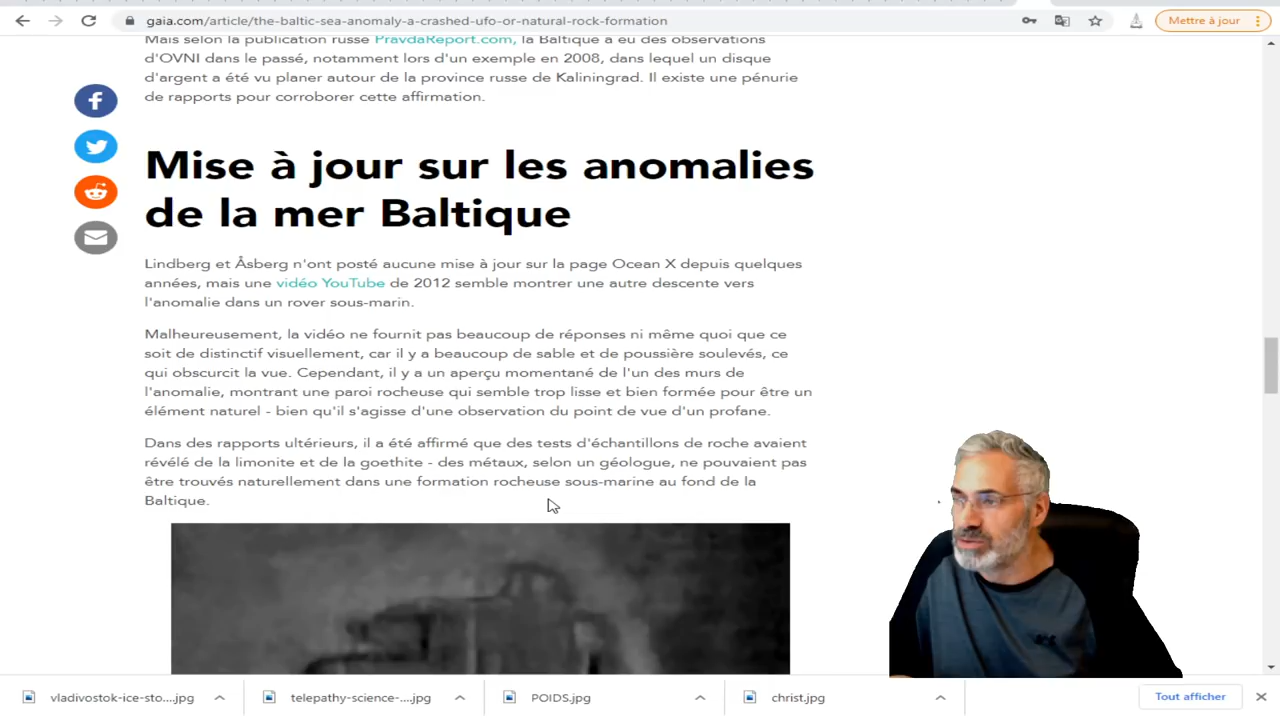 gaia.com/article/the-baltic-sea-anomaly-a-crashed-ufo-or-natural-rock-formation
Mettre à jour
Mais selon la publication russe PravdaReport.com, la Baltique a eu des observations
d'OVNI dans le passé, notamment lors d'un exemple en 2008, dans lequel un disque
d'argent a été vu planer autour de la province russe de Kaliningrad. Il existe une pénurie
de rapports pour corroborer cette affirmation.
Mise à jour sur les anomalies
de la mer Baltique
Lindberg et Åsberg n'ont posté aucune mise à jour sur la page Ocean X depuis quelques
années, mais une vidéo YouTube de 2012 semble montrer une autre descente vers
l'anomalie dans un rover sous-marin.
Malheureusement, la vidéo ne fournit pas beaucoup de réponses ni même quoi que ce
soit de distinctif visuellement, car il y a beaucoup de sable et de poussière soulevés, ce
qui obscurcit la vue. Cependant, il y a un aperçu momentané de l'un des murs de
l'anomalie, montrant une paroi rocheuse qui semble trop lisse et bien formée pour être un
élément naturel - bien qu'il s'agisse d'une observation du point de vue d'un profane.
Dans des rapports ultérieurs, il a été affirmé que des tests d'échantillons de roche avaient
révélé de la limonite et de la goethite - des métaux, selon un géologue, ne pouvaient pas
être trouvés naturellement dans une formation rocheuse sous-marine au fond de la
Baltique.
vladivostok-ice-sto....jpg
telepathy-science-....jpg
POIDS.jpg
christ.jpg
Tout afficher